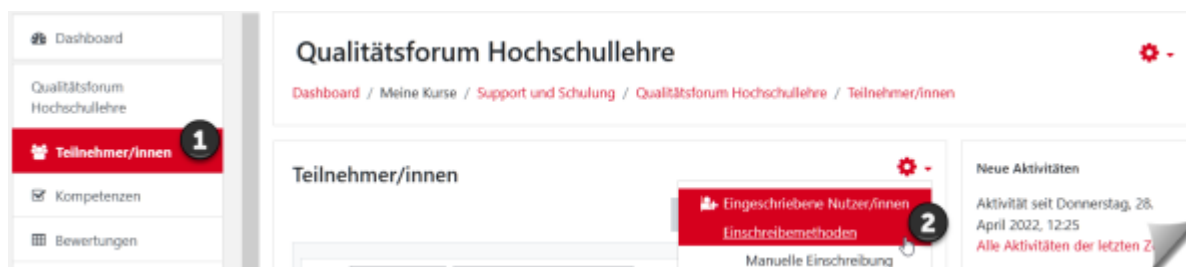 Dashboard
Qualitätsforum
Hochschullehre
Teilnehmer/innen
1
Kompetenzen
Bewertungen
Qualitätsforum Hochschullehre
Dashboard / Meine Kurse / Support und Schulung / Qualitätsforum Hochschullehre / Teilnehmer/innen
Teilnehmer/innen
Eingeschriebene Nutzer/innen
2
Einschreibemethoden
Manuelle Einschreibung
Neue Aktivitäten
Aktivität seit Donnerstag, 28.
April 2022, 12:25
Alle Aktivitäten der letzten